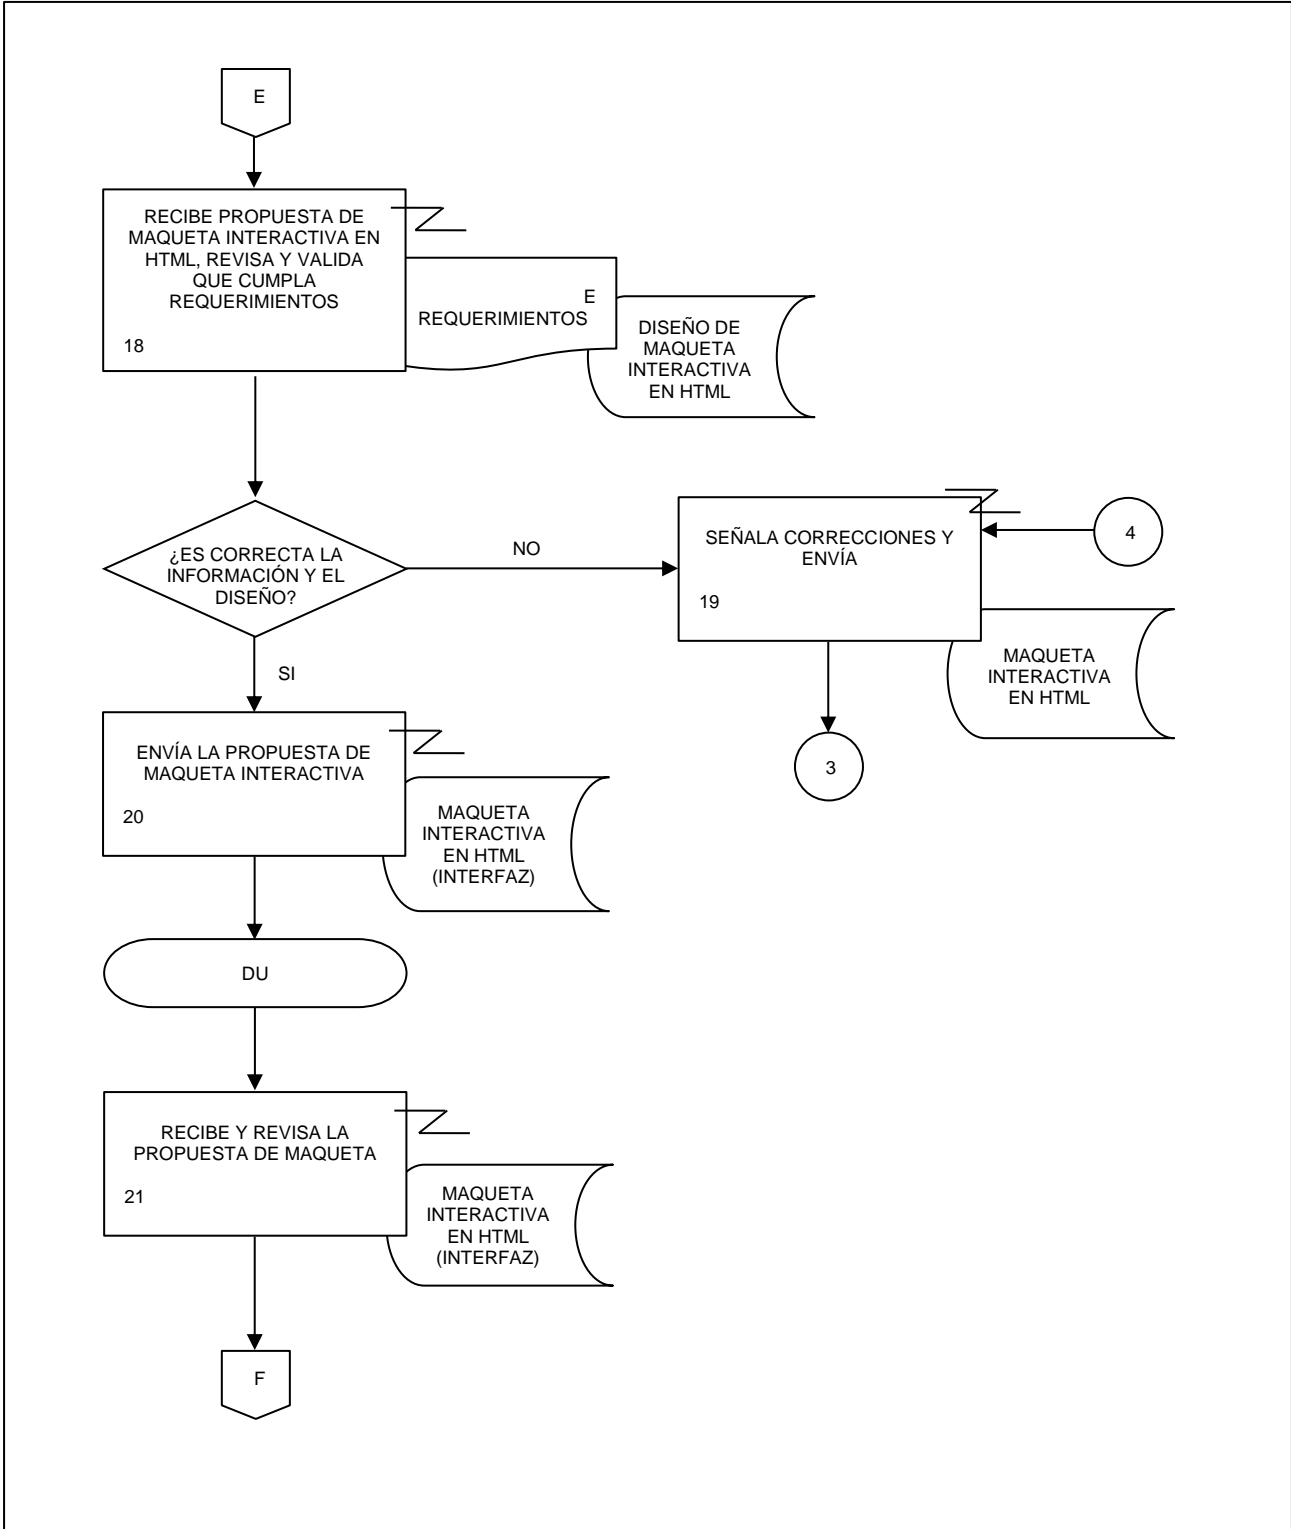 E
RECIBE PROPUESTA DE
MAQUETA INTERACTIVA EN
HTML, REVISA Y VALIDA
QUE CUMPLA
REQUERIMIENTOS
18
E
REQUERIMIENTOS
DISEÑO DE
MAQUETA
INTERACTIVA
EN HTML
¿ES CORRECTA LA
INFORMACIÓN Y EL
DISEÑO?
NO
SEÑALA CORRECCIONES Y
ENVÍA
19
4
MAQUETA
INTERACTIVA
EN HTML
3
SI
ENVÍA LA PROPUESTA DE
MAQUETA INTERACTIVA
20
MAQUETA
INTERACTIVA
EN HTML
(INTERFAZ)
DU
RECIBE Y REVISA LA
PROPUESTA DE MAQUETA
21
MAQUETA
INTERACTIVA
EN HTML
(INTERFAZ)
F